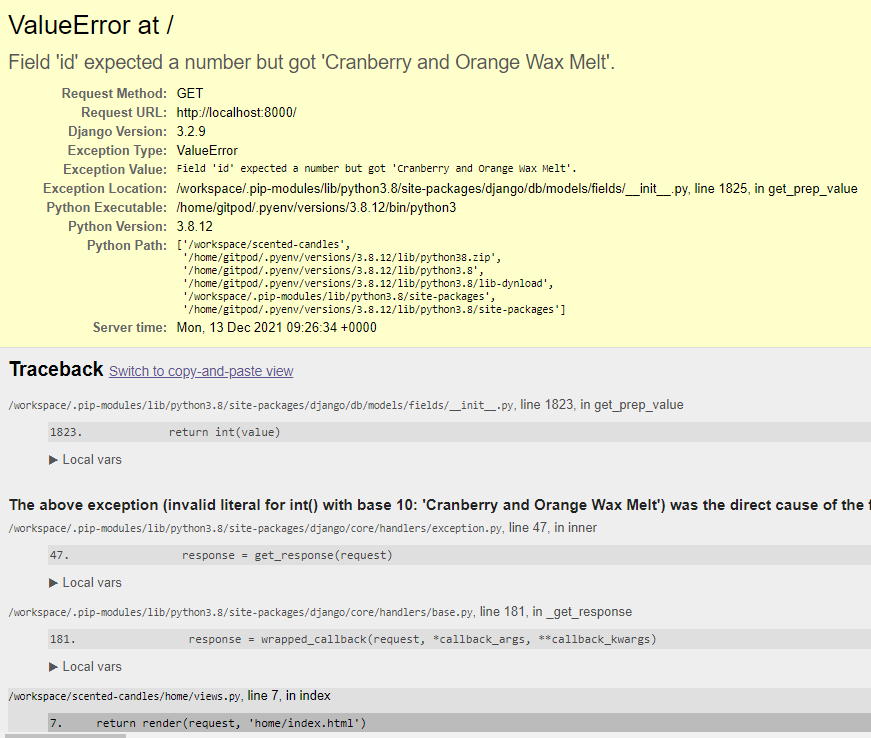 ValueError at /
Field 'id' expected a number but got 'Cranberry and Orange Wax Melt'.
Request Method: GET
Request URL: http://localhost:8000/
Django Version: 3.2.9
Exception Type: ValueError
Exception Value: Field 'id' expected a number but got 'Cranberry and Orange Wax Melt'.
Exception Location: /workspace/.pip-modules/lib/python3.8/site-packages/django/db/models/fields/__init__.py, line 1825, in get_prep_value
Python Executable: /home/gitpod/.pyenv/versions/3.8.12/bin/python3
Python Version: 3.8.12
Python Path: ['/workspace/scented-candles',
'/home/gitpod/.pyenv/versions/3.8.12/lib/python38.zip',
'/home/gitpod/.pyenv/versions/3.8.12/lib/python3.8',
'/home/gitpod/.pyenv/versions/3.8.12/lib/python3.8/lib-dynload',
'/workspace/.pip-modules/lib/python3.8/site-packages',
'/home/gitpod/.pyenv/versions/3.8.12/lib/python3.8/site-packages']
Server time: Mon, 13 Dec 2021 09:26:34 +0000
Traceback Switch to copy-and-paste view
/workspace/.pip-modules/lib/python3.8/site-packages/django/db/models/fields/__init__.py, line 1823, in get_prep_value
1823. return int(value)
▶ Local vars
The above exception (invalid literal for int() with base 10: 'Cranberry and Orange Wax Melt') was the direct cause of the f
/workspace/.pip-modules/lib/python3.8/site-packages/django/core/handlers/exception.py, line 47, in inner
47. response = get_response(request)
▶ Local vars
/workspace/.pip-modules/lib/python3.8/site-packages/django/core/handlers/base.py, line 181, in _get_response
181. response = wrapped_callback(request, *callback_args, **callback_kwargs)
▶ Local vars
/workspace/scented-candles/home/views.py, line 7, in index
7. return render(request, 'home/index.html')